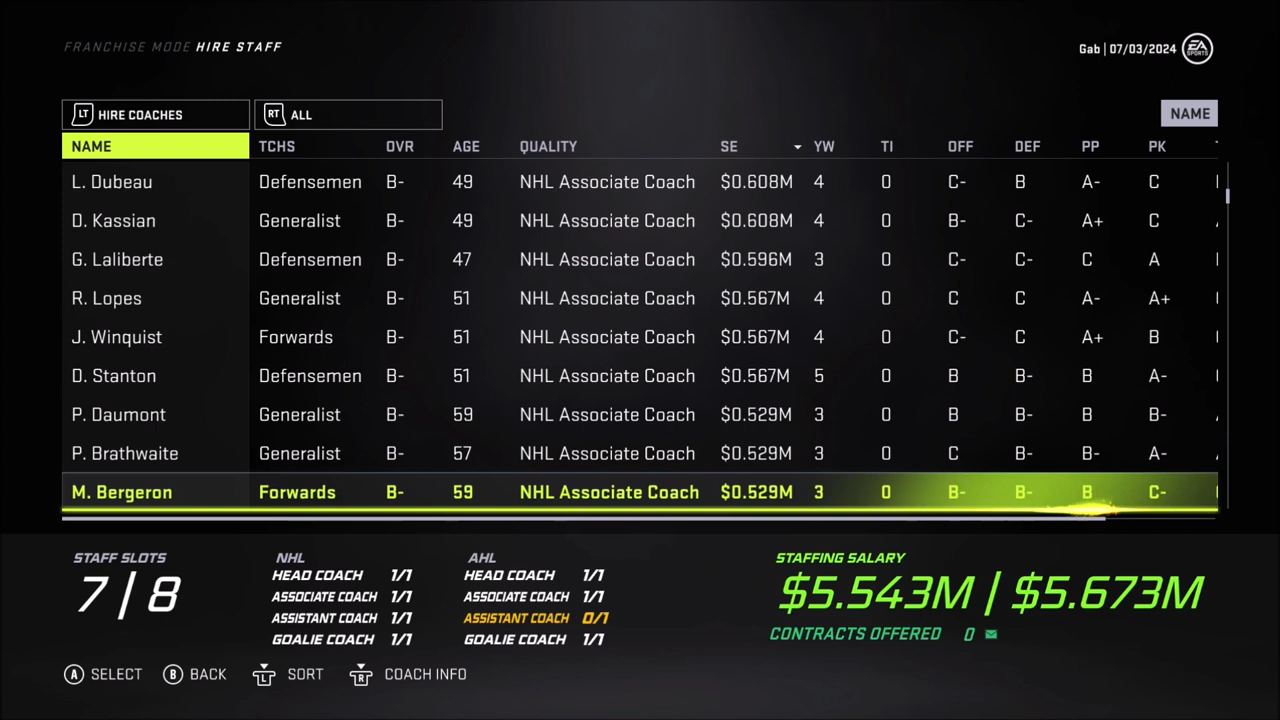 FRANCHISE MODE HIRE STAFF
Gab | 07/03/2024 EA SPORTS
LT HIRE COACHES RT ALL NAME
NAME TCHS OVR AGE QUALITY SE YW TI OFF DEF PP PK
L. Dubeau Defensemen B- 49 NHL Associate Coach $0.608M 4 0 C- B A- C
D. Kassian Generalist B- 49 NHL Associate Coach $0.608M 4 0 B- C- A+ C
G. Laliberte Defensemen B- 47 NHL Associate Coach $0.596M 3 0 C- C- C A
R. Lopes Generalist B- 51 NHL Associate Coach $0.567M 4 0 C C A- A+
J. Winquist Forwards B- 51 NHL Associate Coach $0.567M 4 0 C- C A+ B
D. Stanton Defensemen B- 51 NHL Associate Coach $0.567M 5 0 B B- B A-
P. Daumont Generalist B- 59 NHL Associate Coach $0.529M 3 0 B B- B B-
P. Brathwaite Generalist B- 57 NHL Associate Coach $0.529M 3 0 C B- B- A-
M. Bergeron Forwards B- 59 NHL Associate Coach $0.529M 3 0 B- B- B C-
STAFF SLOTS
7 / 8
NHL
HEAD COACH 1/1
ASSOCIATE COACH 1/1
ASSISTANT COACH 1/1
GOALIE COACH 1/1
AHL
HEAD COACH 1/1
ASSOCIATE COACH 1/1
ASSISTANT COACH 0/1
GOALIE COACH 1/1
STAFFING SALARY
$5.543M | $5.673M
CONTRACTS OFFERED 0
A SELECT B BACK L SORT R COACH INFO